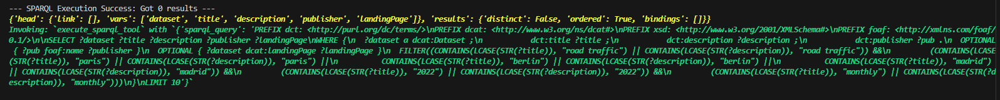 --- SPARQL Execution Success: Got 0 results ---
{'head': {'link': [], 'vars': ['dataset', 'title', 'description', 'publisher', 'landingPage']}, 'results': {'distinct': False, 'ordered': True, 'bindings': []}}
Invoking: `execute_sparql_tool` with `{'sparql_query': 'PREFIX dct: <http://purl.org/dc/terms/>\nPREFIX dcat: <http://www.w3.org/ns/dcat#>\nPREFIX xsd: <http://www.w3.org/2001/XMLSchema#>\nPREFIX foaf: <http://xmlns.com/foaf/
0.1/>\n\nSELECT ?dataset ?title ?description ?publisher ?landingPage\nWHERE {\n  ?dataset a dcat:Dataset ;\n           dct:title ?title ;\n           dct:description ?description ;\n           dct:publisher ?pub .\n  OPTIONAL
 { ?pub foaf:name ?publisher }\n  OPTIONAL { ?dataset dcat:landingPage ?landingPage }\n  FILTER((CONTAINS(LCASE(STR(?title)), "road traffic") || CONTAINS(LCASE(STR(?description)), "road traffic")) &&\n         (CONTAINS(LCASE
(STR(?title)), "paris") || CONTAINS(LCASE(STR(?description)), "paris") ||\n          CONTAINS(LCASE(STR(?title)), "berlin") || CONTAINS(LCASE(STR(?description)), "berlin") ||\n          CONTAINS(LCASE(STR(?title)), "madrid")
|| CONTAINS(LCASE(STR(?description)), "madrid")) &&\n         (CONTAINS(LCASE(STR(?title)), "2022") || CONTAINS(LCASE(STR(?description)), "2022")) &&\n         (CONTAINS(LCASE(STR(?title)), "monthly") || CONTAINS(LCASE(STR(?d
escription)), "monthly")))\n}\nLIMIT 10'}`